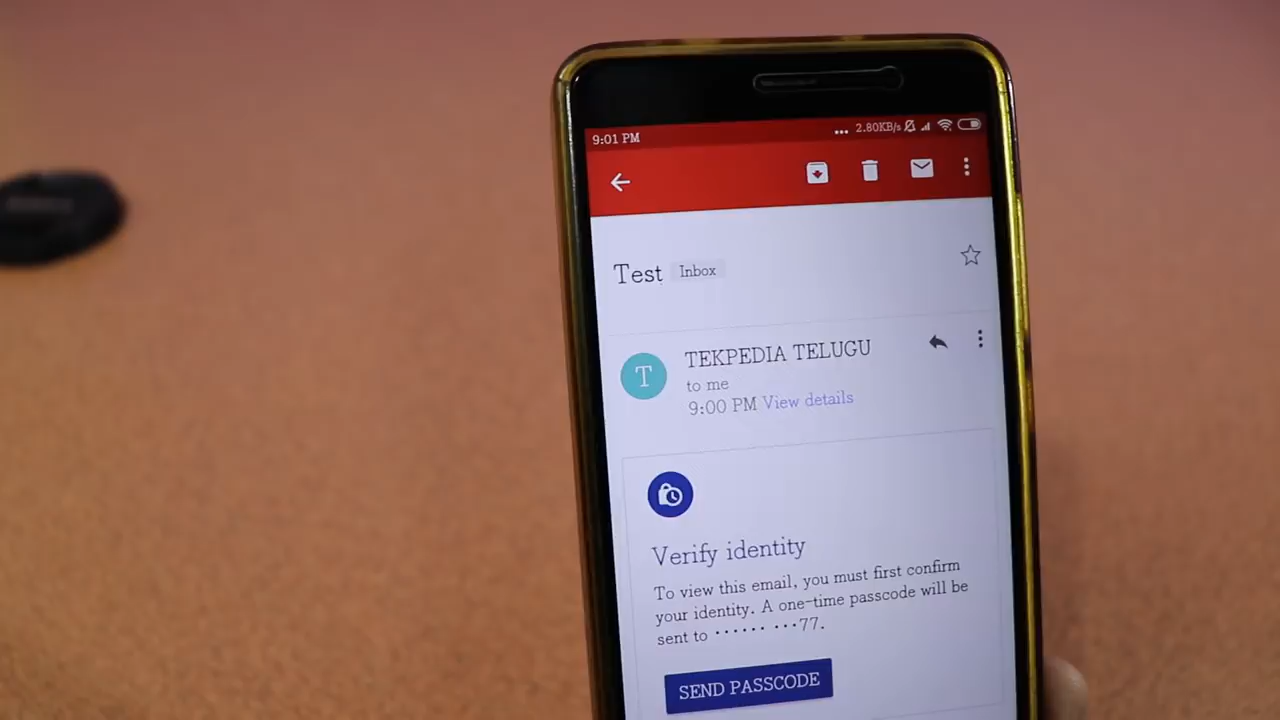 9:01 PM ... 2.80KB/s
Test Inbox
T TEKPEDIA TELUGU
to me
9:00 PM View details
Verify identity
To view this email, you must first confirm
your identity. A one-time passcode will be
sent to •••••• •••77.
SEND PASSCODE